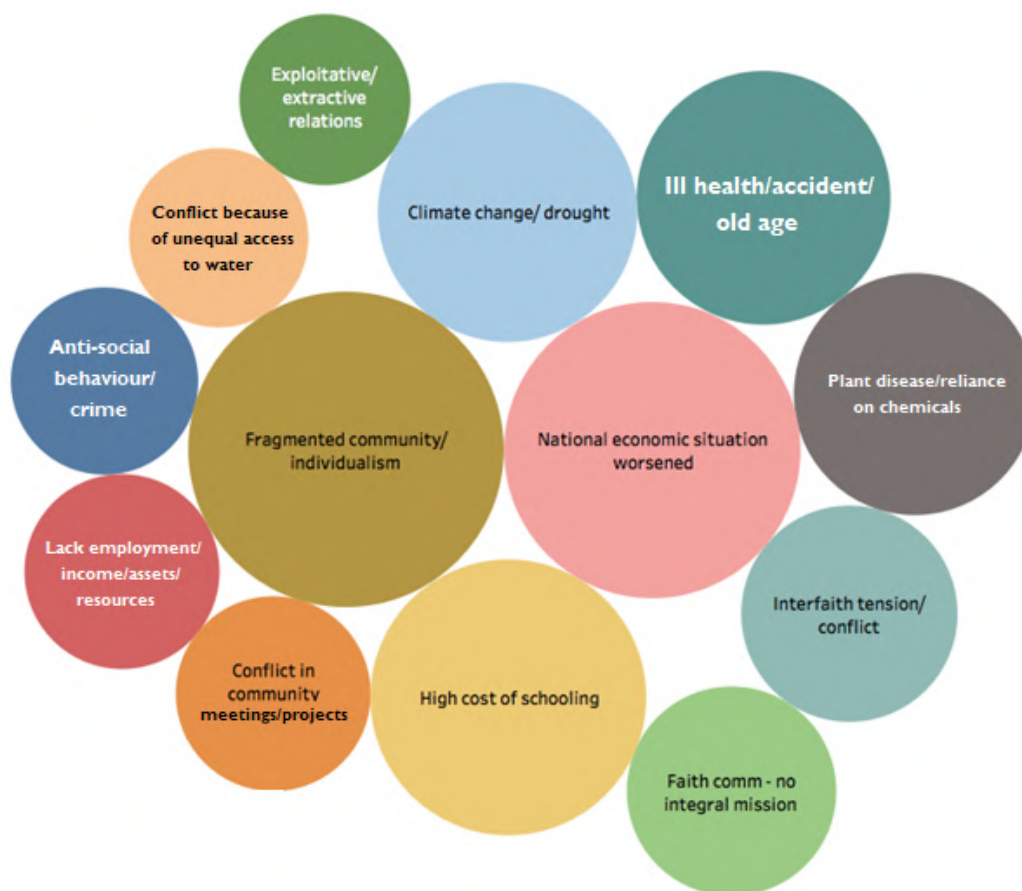 Exploitative/
extractive
relations
Climate change/ drought
Ill health/accident/
old age
Conflict because
of unequal access
to water
Anti-social
behaviour/
crime
Plant disease/reliance
on chemicals
Fragmented community/
individualism
National economic situation
worsened
Lack employment/
income/assets/
resources
Interfaith tension/
conflict
Conflict in
community
meetings/projects
High cost of schooling
Faith comm - no
integral mission